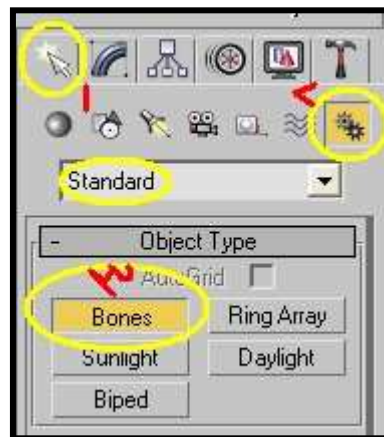 Standard
- Object Type
AutoGrid
Bones Ring Array
Sunlight Daylight
Biped